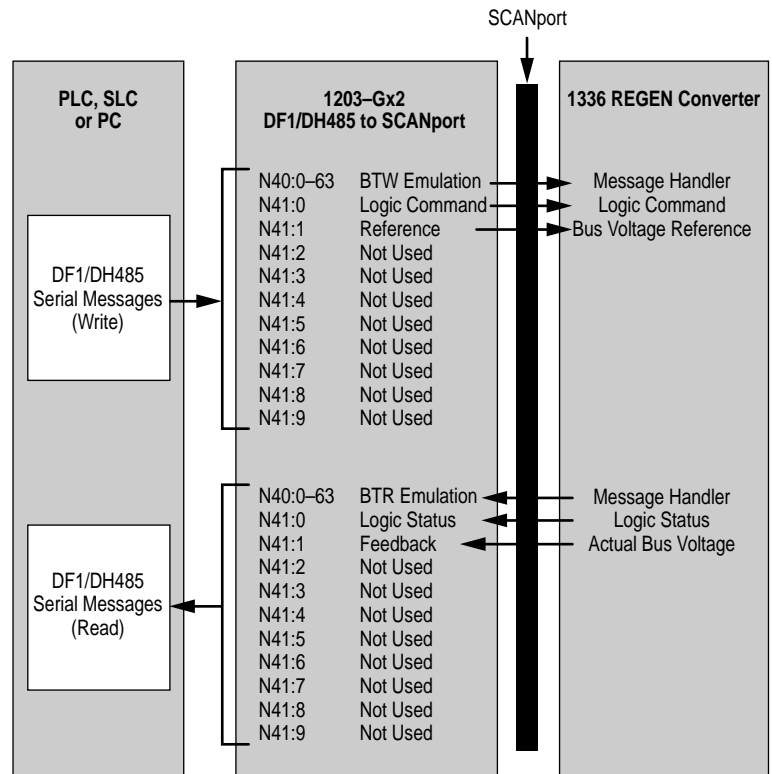 SCANport
PLC, SLC
or PC
1203–Gx2
DF1/DH485 to SCANport
1336 REGEN Converter
DF1/DH485
Serial Messages
(Write)
N40:0–63 BTW Emulation Message Handler
N41:0 Logic Command Logic Command
N41:1 Reference Bus Voltage Reference
N41:2 Not Used
N41:3 Not Used
N41:4 Not Used
N41:5 Not Used
N41:6 Not Used
N41:7 Not Used
N41:8 Not Used
N41:9 Not Used
DF1/DH485
Serial Messages
(Read)
N40:0–63 BTR Emulation Message Handler
N41:0 Logic Status Logic Status
N41:1 Feedback Actual Bus Voltage
N41:2 Not Used
N41:3 Not Used
N41:4 Not Used
N41:5 Not Used
N41:6 Not Used
N41:7 Not Used
N41:8 Not Used
N41:9 Not Used